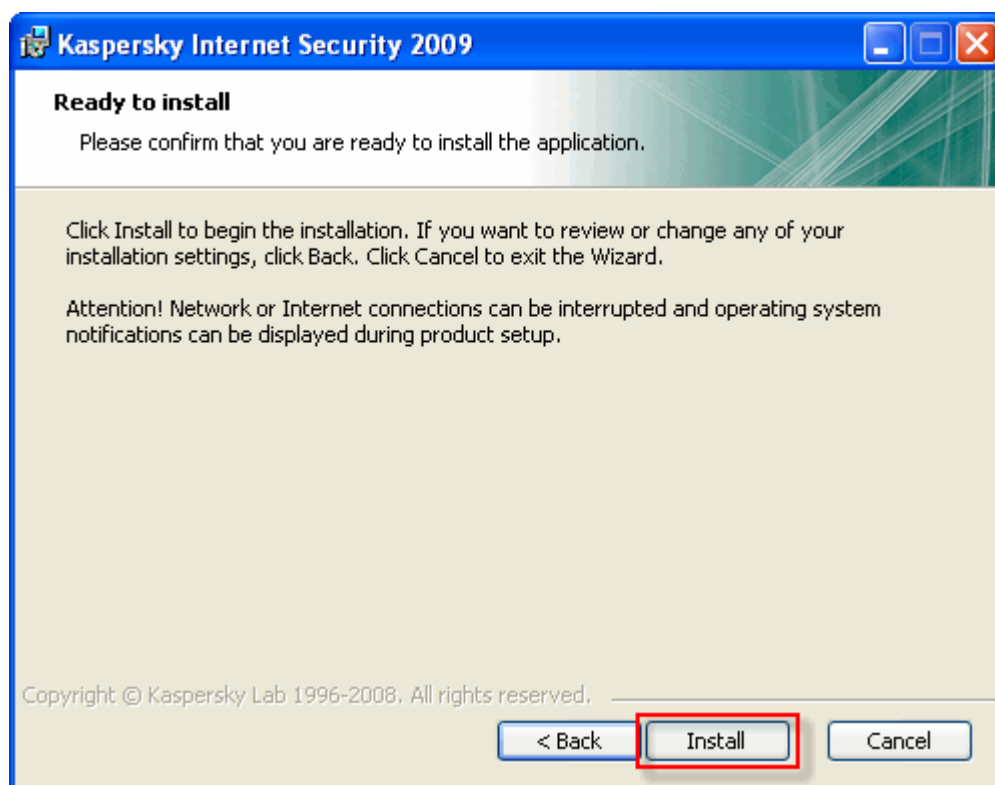 Kaspersky Internet Security 2009
Ready to install
Please confirm that you are ready to install the application.
Click Install to begin the installation. If you want to review or change any of your
installation settings, click Back. Click Cancel to exit the Wizard.
Attention! Network or Internet connections can be interrupted and operating system
notifications can be displayed during product setup.
Copyright © Kaspersky Lab 1996-2008. All rights reserved.
< Back Install Cancel